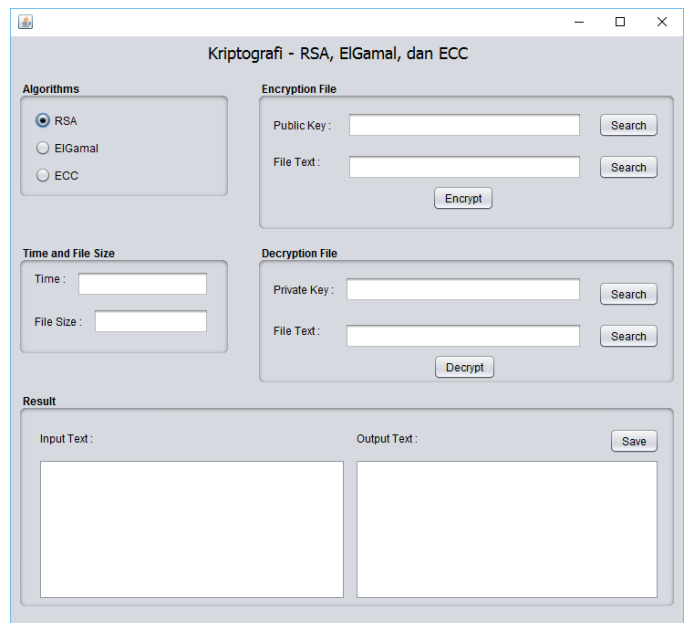 Kriptografi - RSA, ElGamal, dan ECC
Algorithms
RSA
ElGamal
ECC
Encryption File
Public Key :
Search
File Text :
Search
Encrypt
Time and File Size
Time :
File Size :
Decryption File
Private Key :
Search
File Text :
Search
Decrypt
Result
Input Text :
Output Text :
Save